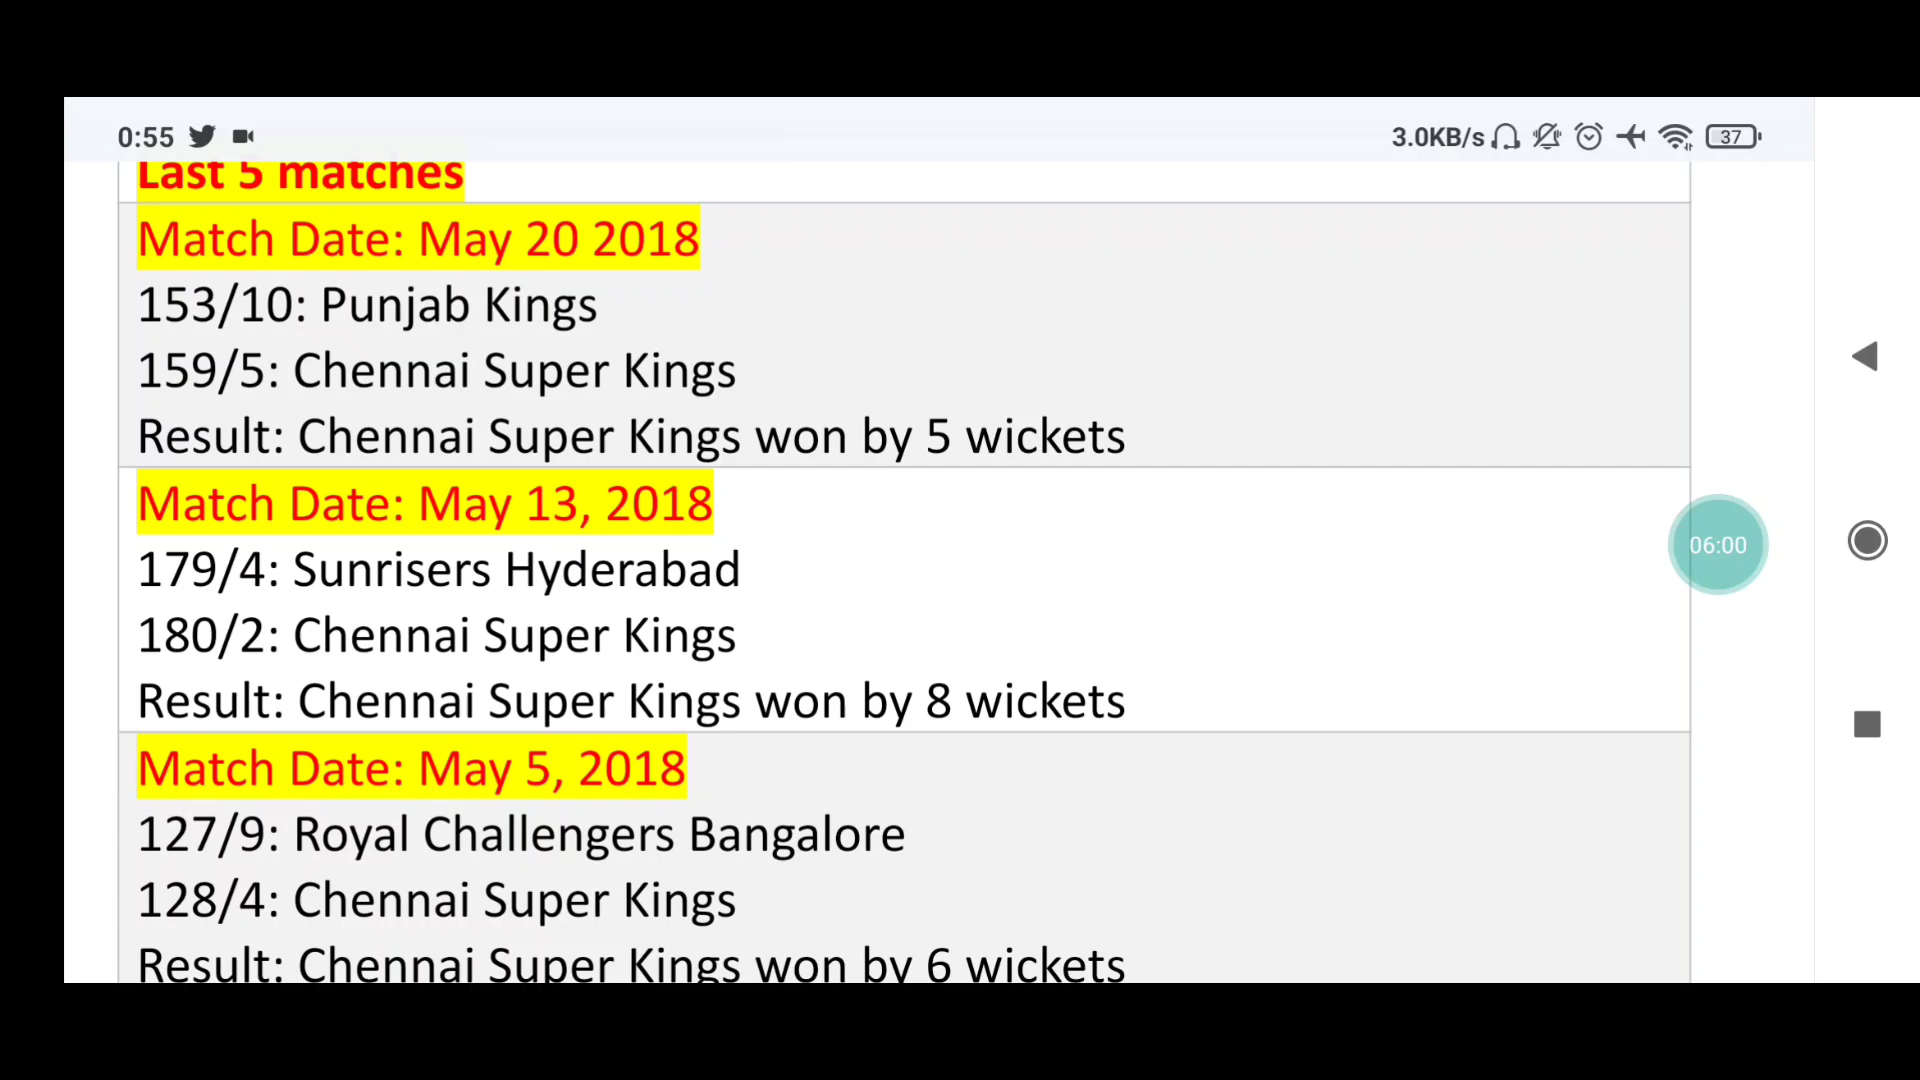 0:55 3.0KB/s 37
Last 5 matches
Match Date: May 20 2018
153/10: Punjab Kings
159/5: Chennai Super Kings
Result: Chennai Super Kings won by 5 wickets
Match Date: May 13, 2018
179/4: Sunrisers Hyderabad
180/2: Chennai Super Kings
Result: Chennai Super Kings won by 8 wickets
06:00
Match Date: May 5, 2018
127/9: Royal Challengers Bangalore
128/4: Chennai Super Kings
Result: Chennai Super Kings won by 6 wickets